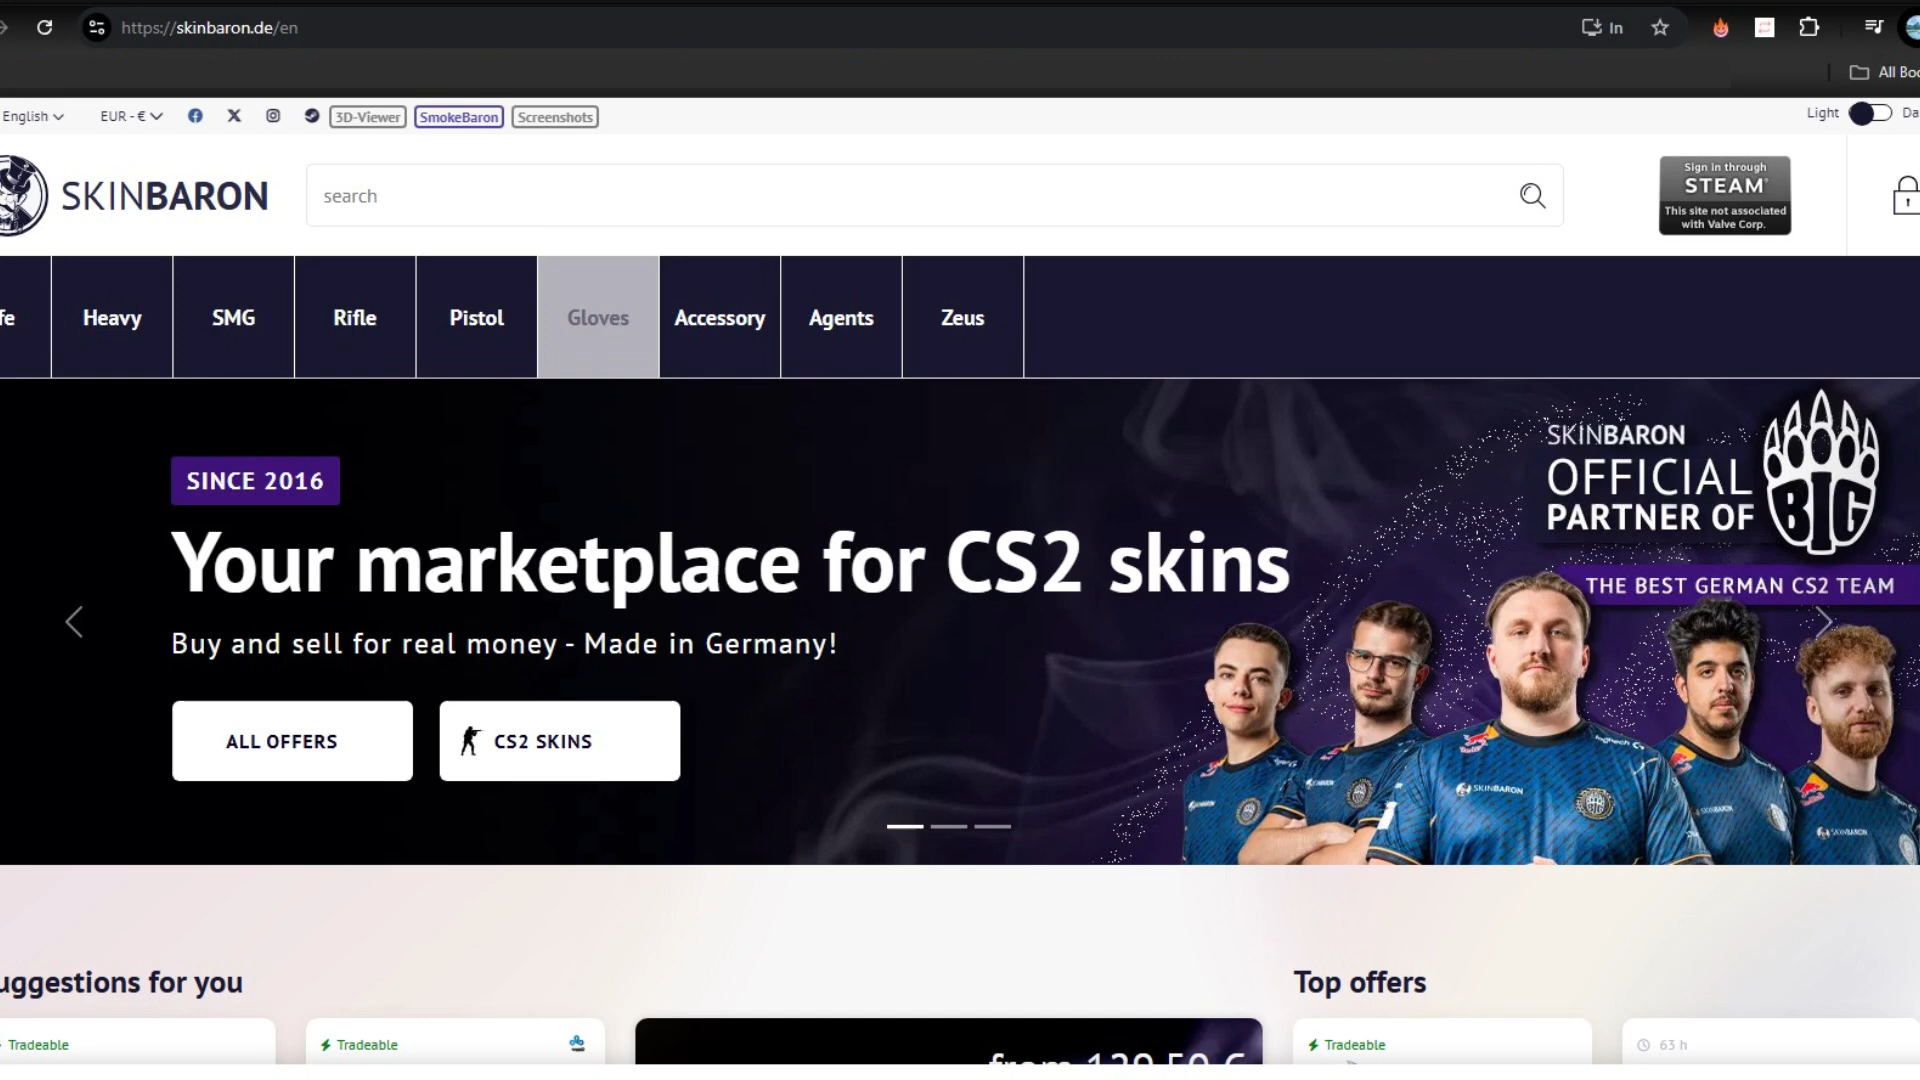 https://skinbaron.de/en
In
All Boo
English
EUR - €
3D-Viewer
SmokeBaron
Screenshots
Light
Da
SKINBARON
search
Sign in through
STEAM
This site not associated
with Valve Corp.
fe
Heavy
SMG
Rifle
Pistol
Gloves
Accessory
Agents
Zeus
SINCE 2016
Your marketplace for CS2 skins
Buy and sell for real money - Made in Germany!
ALL OFFERS
CS2 SKINS
SKINBARON
OFFICIAL
PARTNER OF
BIG
THE BEST GERMAN CS2 TEAM
SKINBARON
uggestions for you
Top offers
Tradeable
Tradeable
from 129.50 €
Tradeable
63 h